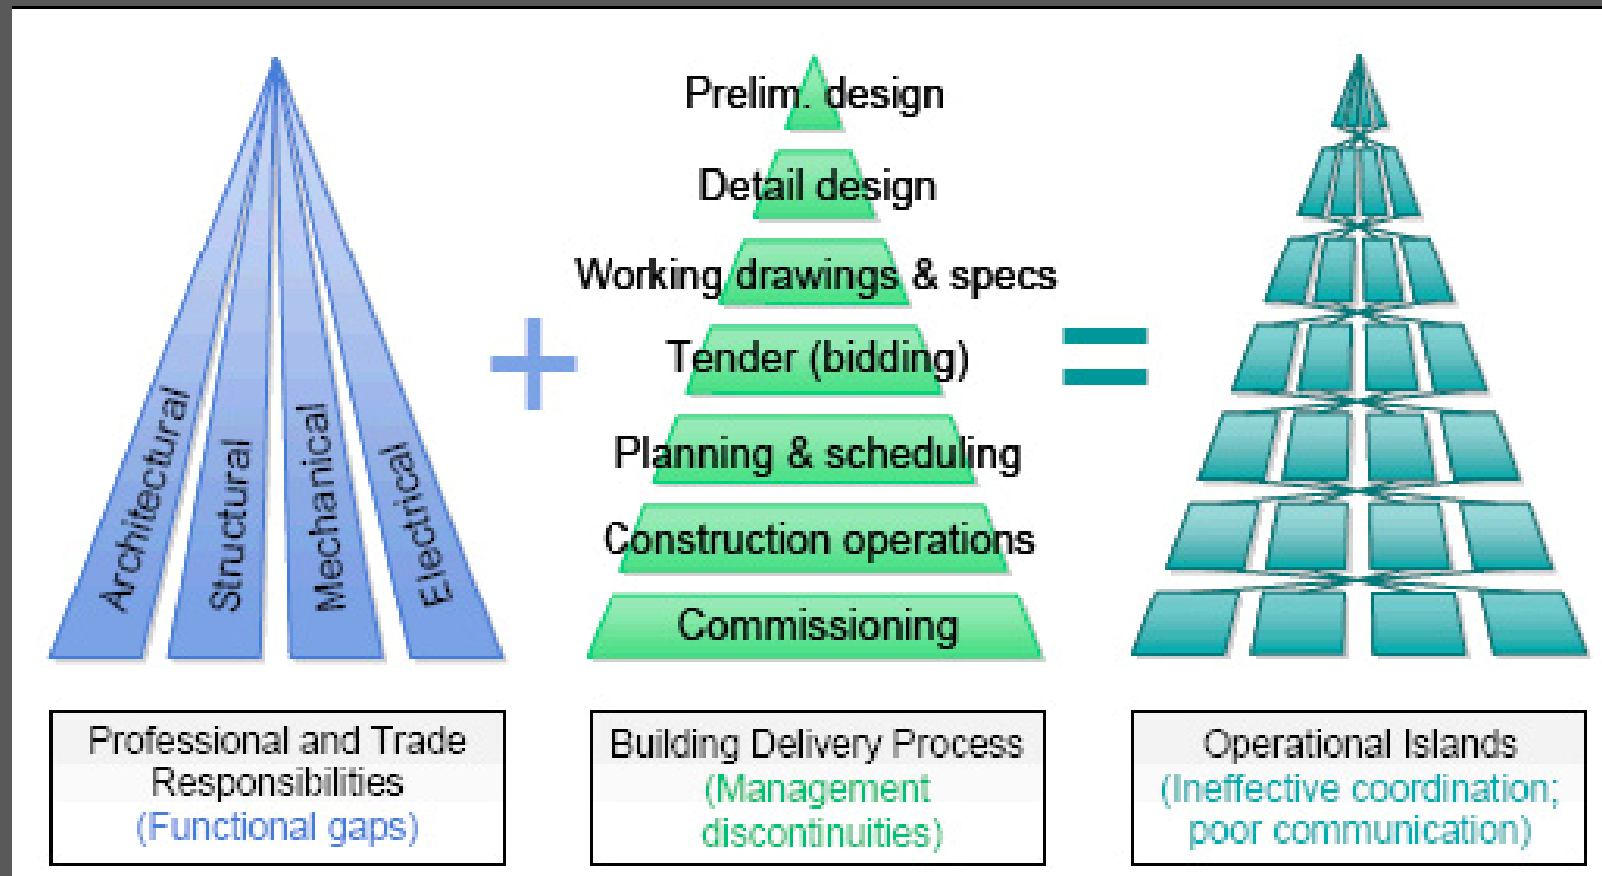 Architectural
Structural
Mechanical
Electrical
+
Prelim. design
Detail design
Working drawings & specs
Tender (bidding)
Planning & scheduling
Construction operations
Commissioning
=
Professional and Trade
Responsibilities
(Functional gaps)
Building Delivery Process
(Management
discontinuities)
Operational Islands
(Ineffective coordination;
poor communication)